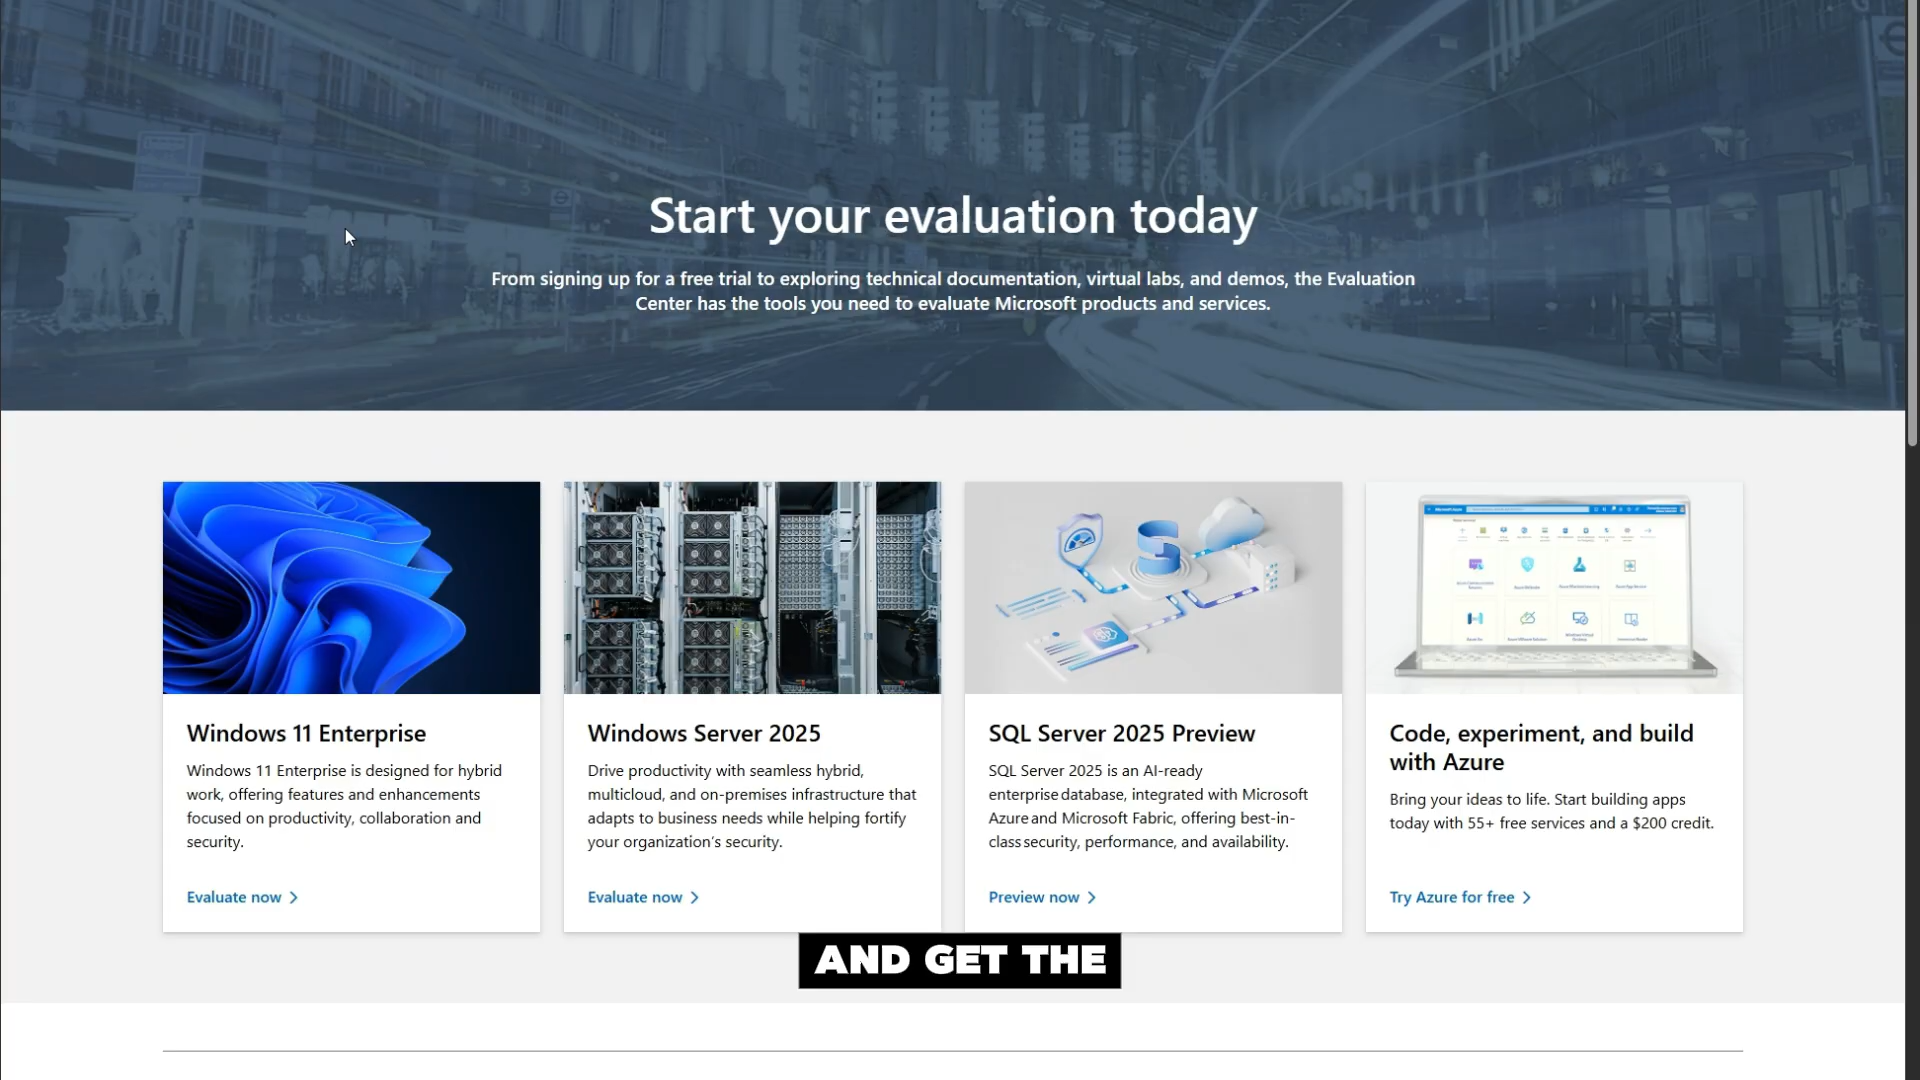 Start your evaluation today
From signing up for a free trial to exploring technical documentation, virtual labs, and demos, the Evaluation
Center has the tools you need to evaluate Microsoft products and services.
Windows 11 Enterprise
Windows 11 Enterprise is designed for hybrid
work, offering features and enhancements
focused on productivity, collaboration and
security.
Evaluate now
Windows Server 2025
Drive productivity with seamless hybrid,
multicloud, and on-premises infrastructure that
adapts to business needs while helping fortify
your organization's security.
Evaluate now
SQL Server 2025 Preview
SQL Server 2025 is an AI-ready
enterprise database, integrated with Microsoft
Azure and Microsoft Fabric, offering best-in-
class security, performance, and availability.
Preview now
Code, experiment, and build
with Azure
Bring your ideas to life. Start building apps
today with 55+ free services and a $200 credit.
Try Azure for free
AND GET THE